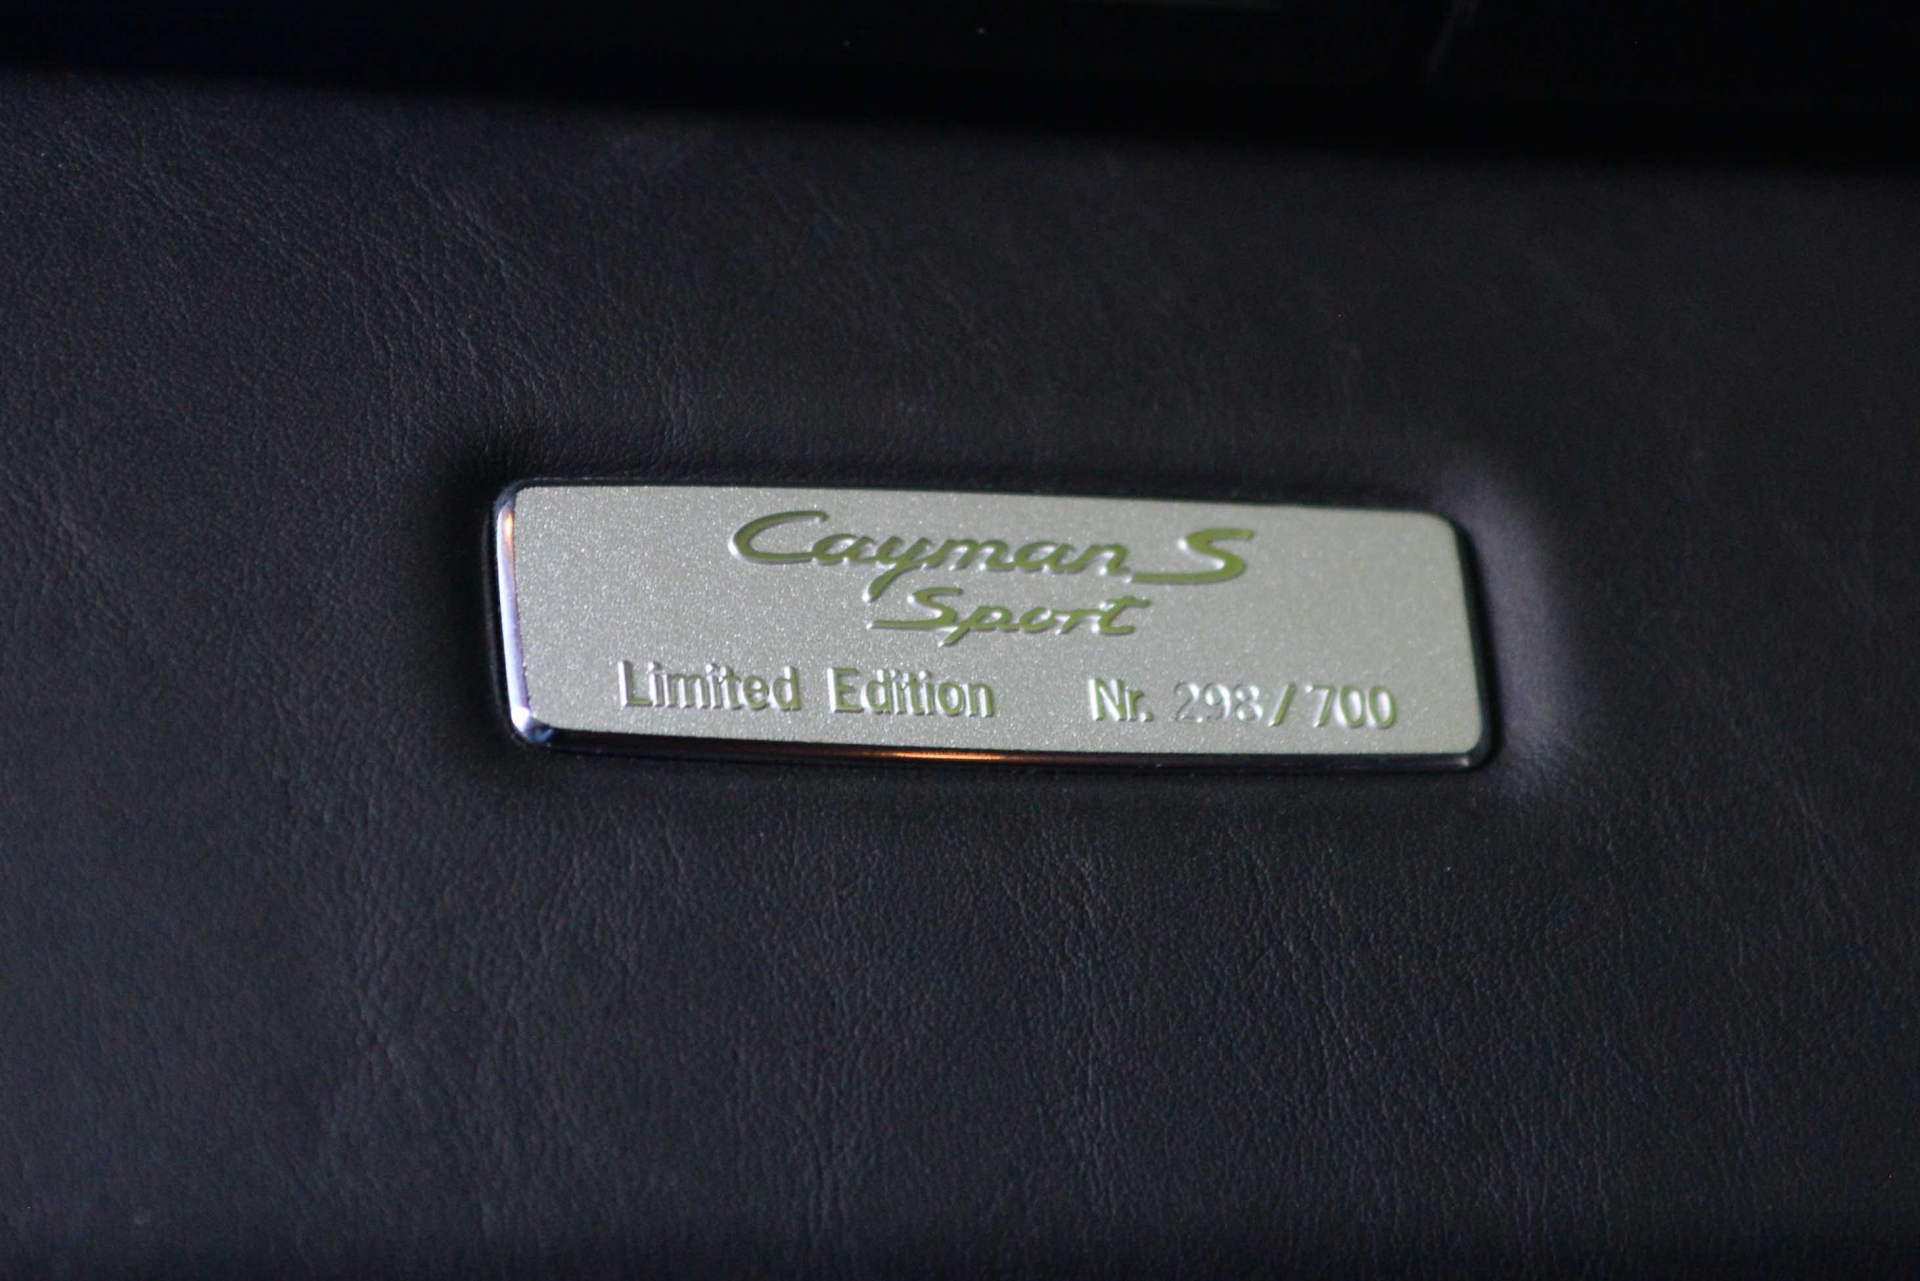 Cayman S
Sport
Limited Edition Nr. 298/700